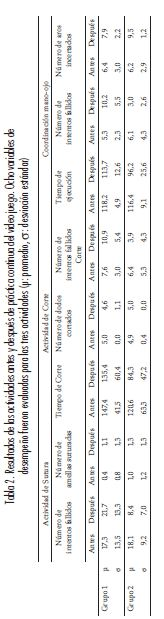 Tabla 2. Resultados de las actividades antes y después de práctica continua del videojuego. Ocho variables de
desempeño fueron evaluados para las tres actividades (μ: promedio, σ: desviación estándar)
Actividad de Sutura Actividad de Corte Coordinación mano-ojo
Número de Número de Tiempo de Corte Número de dodos Número de Tiempo de Número de Número de aros
intentos fallidos amellas suturadas cortados intentos fallidos ejecución intentos fallidos insertados
Corte
Antes Después Antes Después Antes Después Antes Después Antes Después Antes Después Antes Después Antes Después
Grupo 1 μ 17,3 21,7 0,4 1,1 147,4 135,4 5,0 4,6 7,6 10,9 118,2 113,7 5,3 10,2 6,4 7,9
σ 13,5 13,3 0,8 1,3 41,5 60,4 0,0 1,1 3,0 5,4 4,9 12,6 2,3 5,5 3,0 2,2
Grupo 2 μ 18,1 8,4 1,0 1,3 120,6 84,3 4,9 5,0 6,4 3,9 116,4 96,2 6,1 3,0 6,2 9,5
σ 9,2 7,0 1,2 1,3 63,3 47,2 0,4 0,0 3,3 4,3 9,1 25,6 4,3 2,6 2,9 1,2